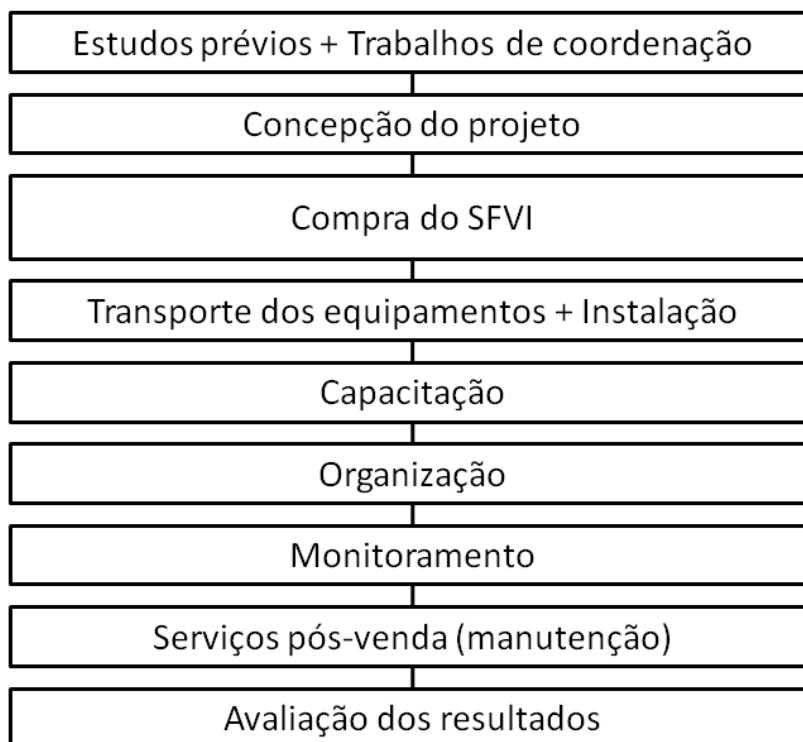 Estudos prévios + Trabalhos de coordenação
Concepção do projeto
Compra do SFVI
Transporte dos equipamentos + Instalação
Capacitação
Organização
Monitoramento
Serviços pós-venda (manutenção)
Avaliação dos resultados